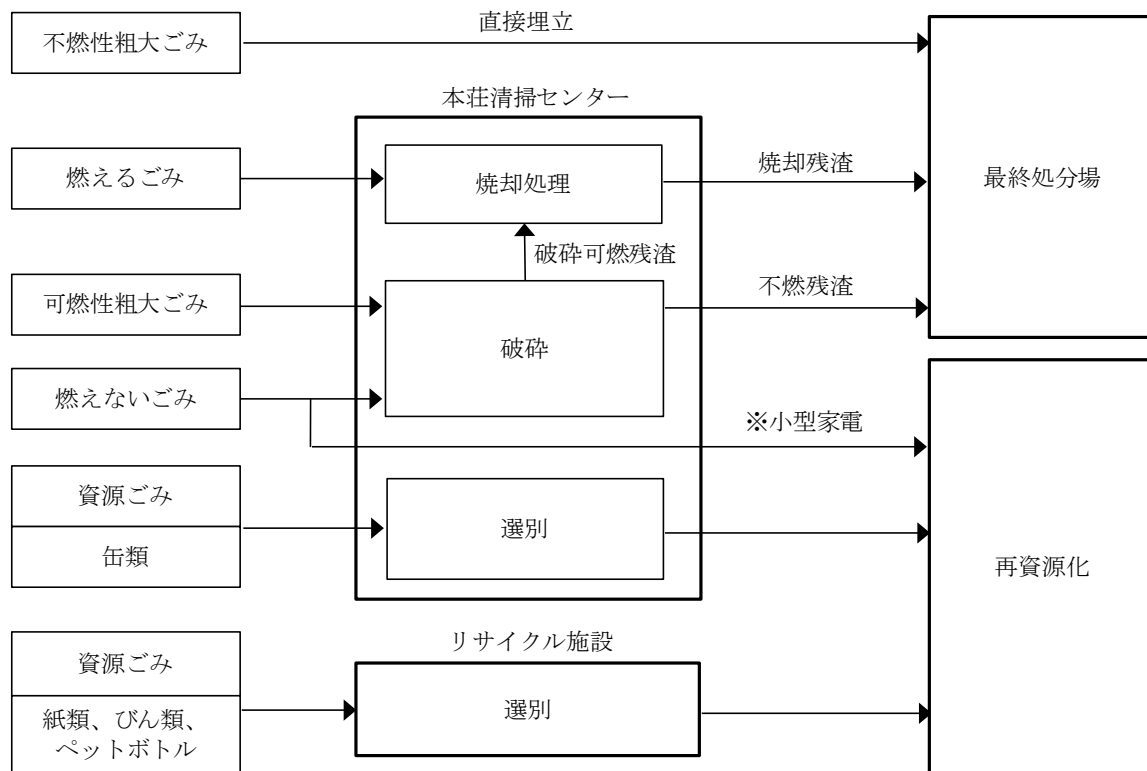 不燃性粗大ごみ
直接埋立
本荘清掃センター
燃えるごみ
焼却処理
焼却残渣
最終処分場
破砕可燃残渣
可燃性粗大ごみ
不燃残渣
破砕
燃えないごみ
※小型家電
資源ごみ
缶類
選別
再資源化
リサイクル施設
資源ごみ
紙類、びん類、
ペットボトル
選別